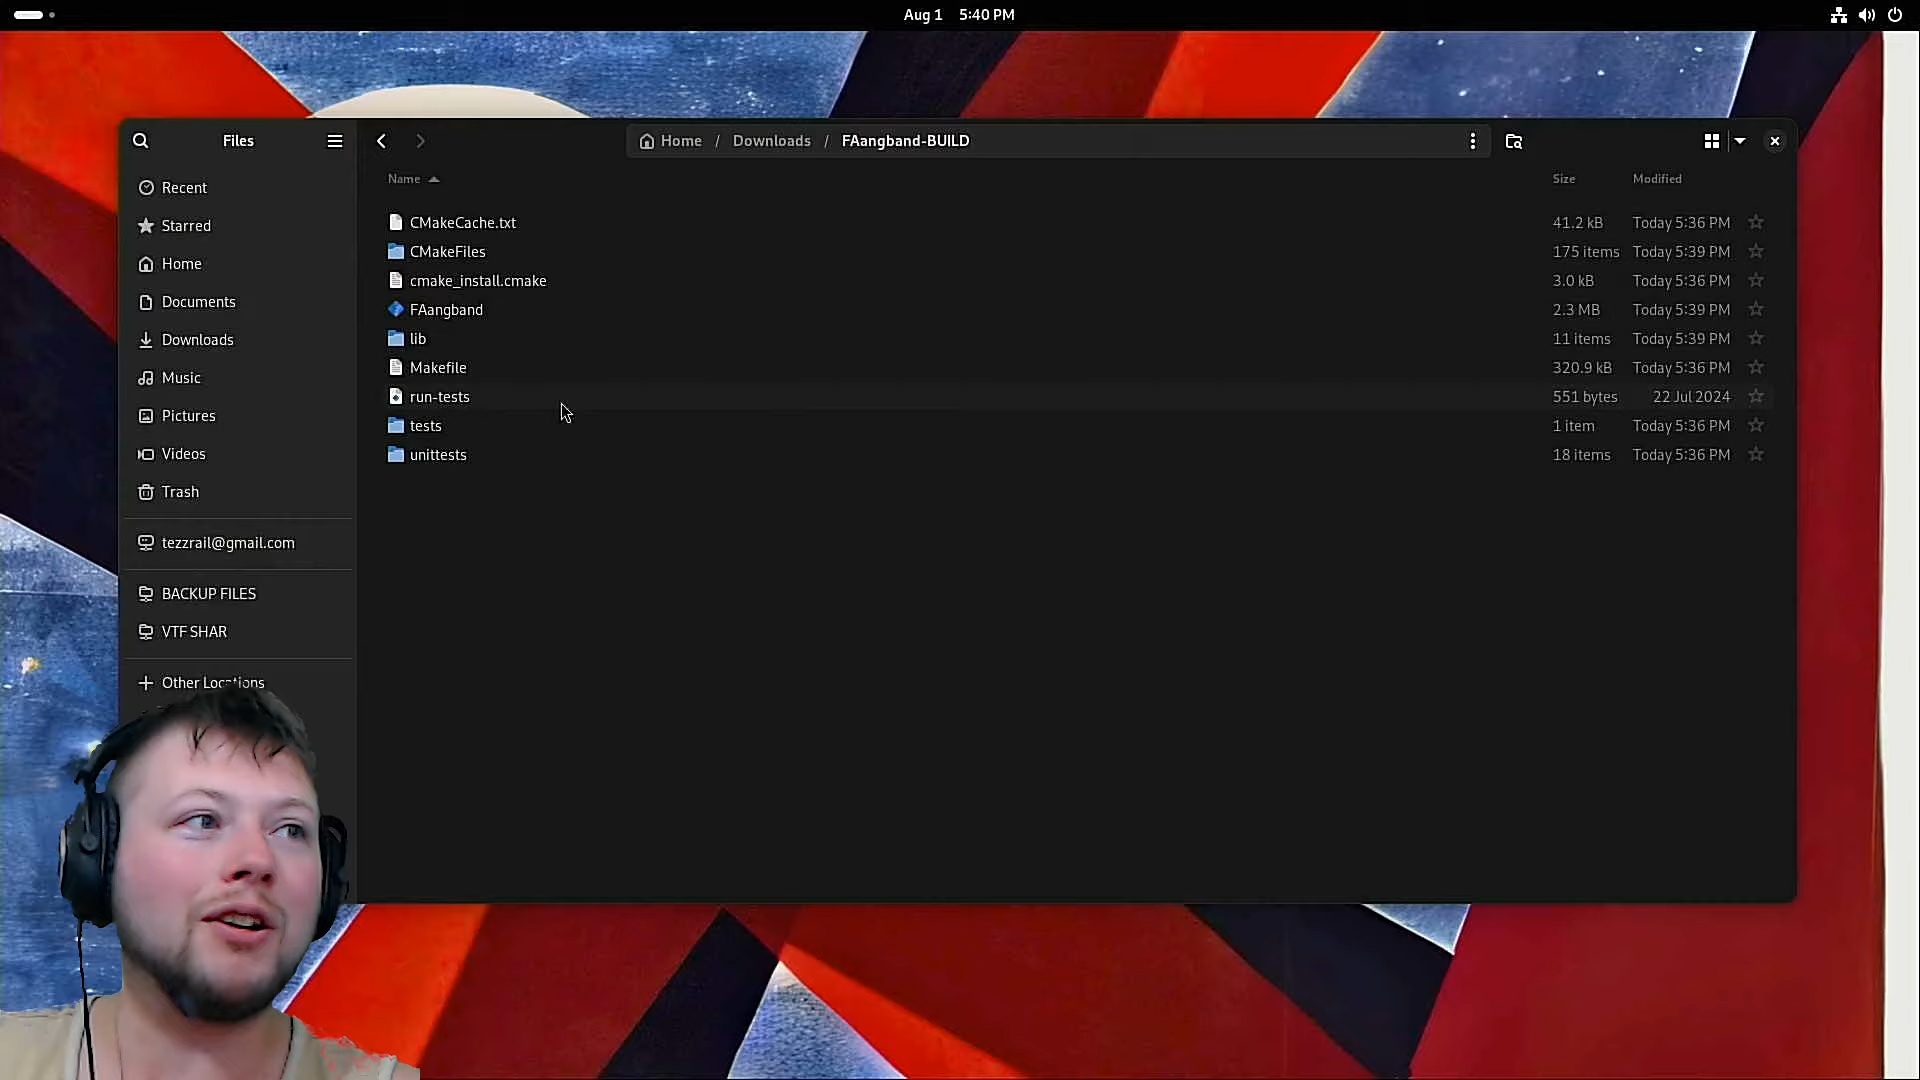 Aug 1 5:40 PM
Files
Home / Downloads / FAangband-BUILD
Name
Size
Modified
Recent
Starred
Home
Documents
Downloads
Music
Pictures
Videos
Trash
tezzrail@gmail.com
BACKUP FILES
VTF SHAR
Other Locations
CMakeCache.txt 41.2 kB Today 5:36 PM
CMakeFiles 175 items Today 5:39 PM
cmake_install.cmake 3.0 kB Today 5:36 PM
FAangband 2.3 MB Today 5:39 PM
lib 11 items Today 5:39 PM
Makefile 320.9 kB Today 5:36 PM
run-tests 551 bytes 22 Jul 2024
tests 1 item Today 5:36 PM
unittests 18 items Today 5:36 PM